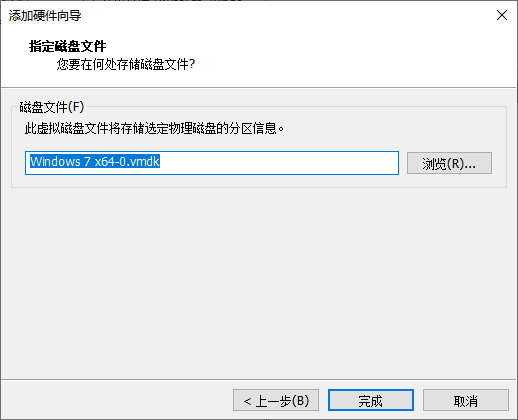 添加硬件向导
指定磁盘文件
您要在何处存储磁盘文件?
磁盘文件(F)
此虚拟磁盘文件将存储选定物理磁盘的分区信息。
Windows 7 x64-0.vmdk
浏览(R)...
< 上一步(B)
完成
取消